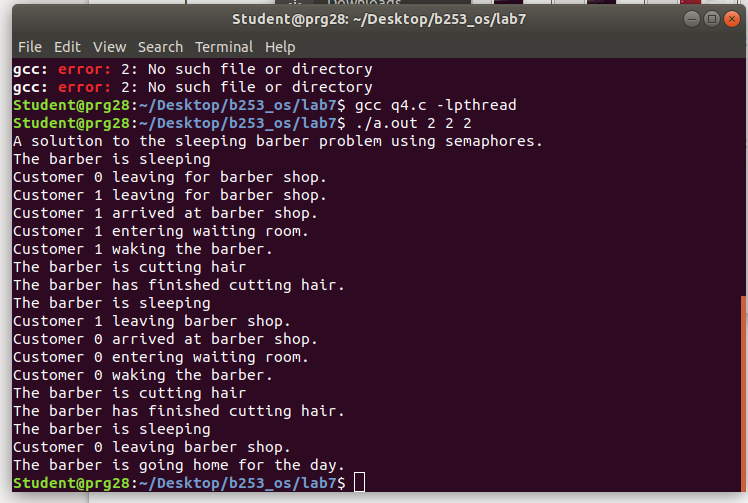 Downloads
Student@prg28: ~/Desktop/b253_os/lab7
File Edit View Search Terminal Help
gcc: error: 2: No such file or directory
gcc: error: 2: No such file or directory
Student@prg28:~/Desktop/b253_os/lab7$ gcc q4.c -lpthread
Student@prg28:~/Desktop/b253_os/lab7$ ./a.out 2 2 2
A solution to the sleeping barber problem using semaphores.
The barber is sleeping
Customer 0 leaving for barber shop.
Customer 1 leaving for barber shop.
Customer 1 arrived at barber shop.
Customer 1 entering waiting room.
Customer 1 waking the barber.
The barber is cutting hair
The barber has finished cutting hair.
The barber is sleeping
Customer 1 leaving barber shop.
Customer 0 arrived at barber shop.
Customer 0 entering waiting room.
Customer 0 waking the barber.
The barber is cutting hair
The barber has finished cutting hair.
The barber is sleeping
Customer 0 leaving barber shop.
The barber is going home for the day.
Student@prg28:~/Desktop/b253_os/lab7$